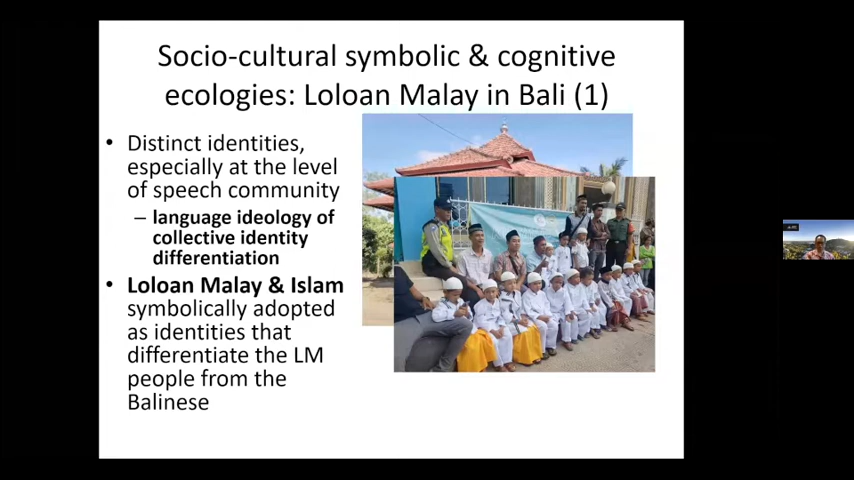 Socio-cultural symbolic & cognitive
ecologies: Loloan Malay in Bali (1)
• Distinct identities,
especially at the level
of speech community
– language ideology of
collective identity
differentiation
• Loloan Malay & Islam
symbolically adopted
as identities that
differentiate the LM
people from the
Balinese